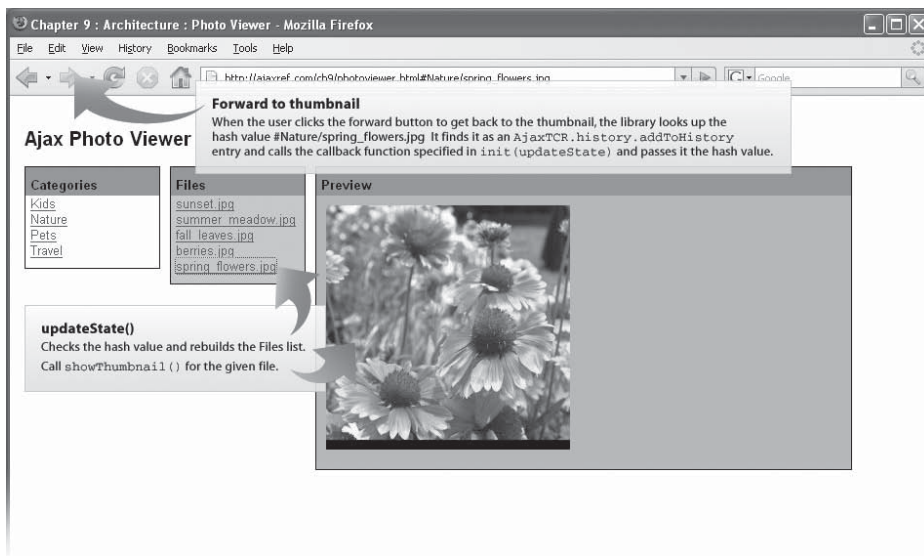 Chapter 9 : Architecture : Photo Viewer - Mozilla Firefox
File Edit View History Bookmarks Tools Help
http://ajaxref.com/ch9/photoviewer.html#Nature/spring_flowers.jpg
Google
Forward to thumbnail
When the user clicks the forward button to get back to the thumbnail, the library looks up the
hash value #Nature/spring_flowers.jpg It finds it as an AjaxTCR.history.addToHistory
entry and calls the callback function specified in init(updateState) and passes it the hash value.
Ajax Photo Viewer
Categories
Kids
Nature
Pets
Travel
Files
sunset.jpg
summer_meadow.jpg
fall_leaves.jpg
berries.jpg
spring_flowers.jpg
Preview
updateState()
Checks the hash value and rebuilds the Files list.
Call showThumbnail() for the given file.